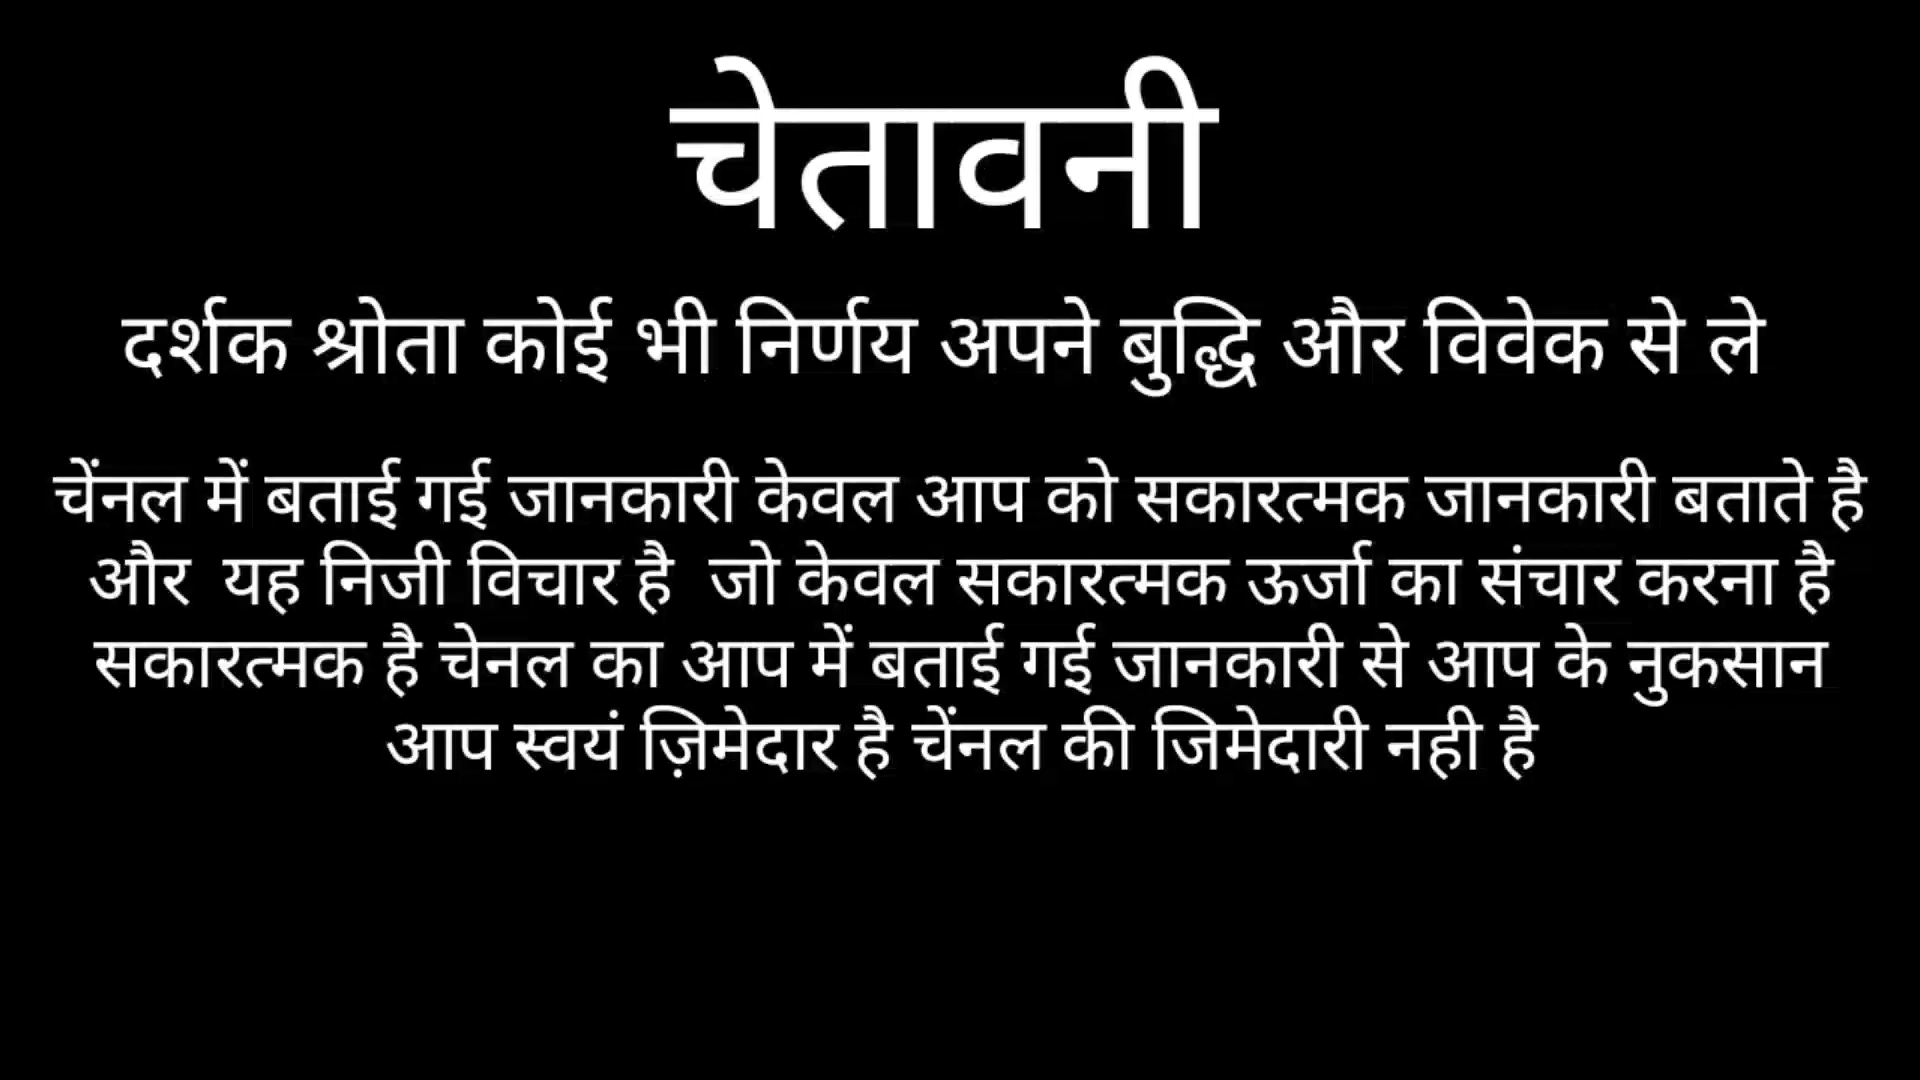 चेतावनी
दर्शक श्रोता कोई भी निर्णय अपने बुद्धि और विवेक से ले
चेंनल में बताई गई जानकारी केवल आप को सकारत्मक जानकारी बताते है
और यह निजी विचार है जो केवल सकारत्मक ऊर्जा का संचार करना है
सकारत्मक है चेनल का आप में बताई गई जानकारी से आप के नुकसान
आप स्वयं ज़िमेदार है चेंनल की जिमेदारी नही है